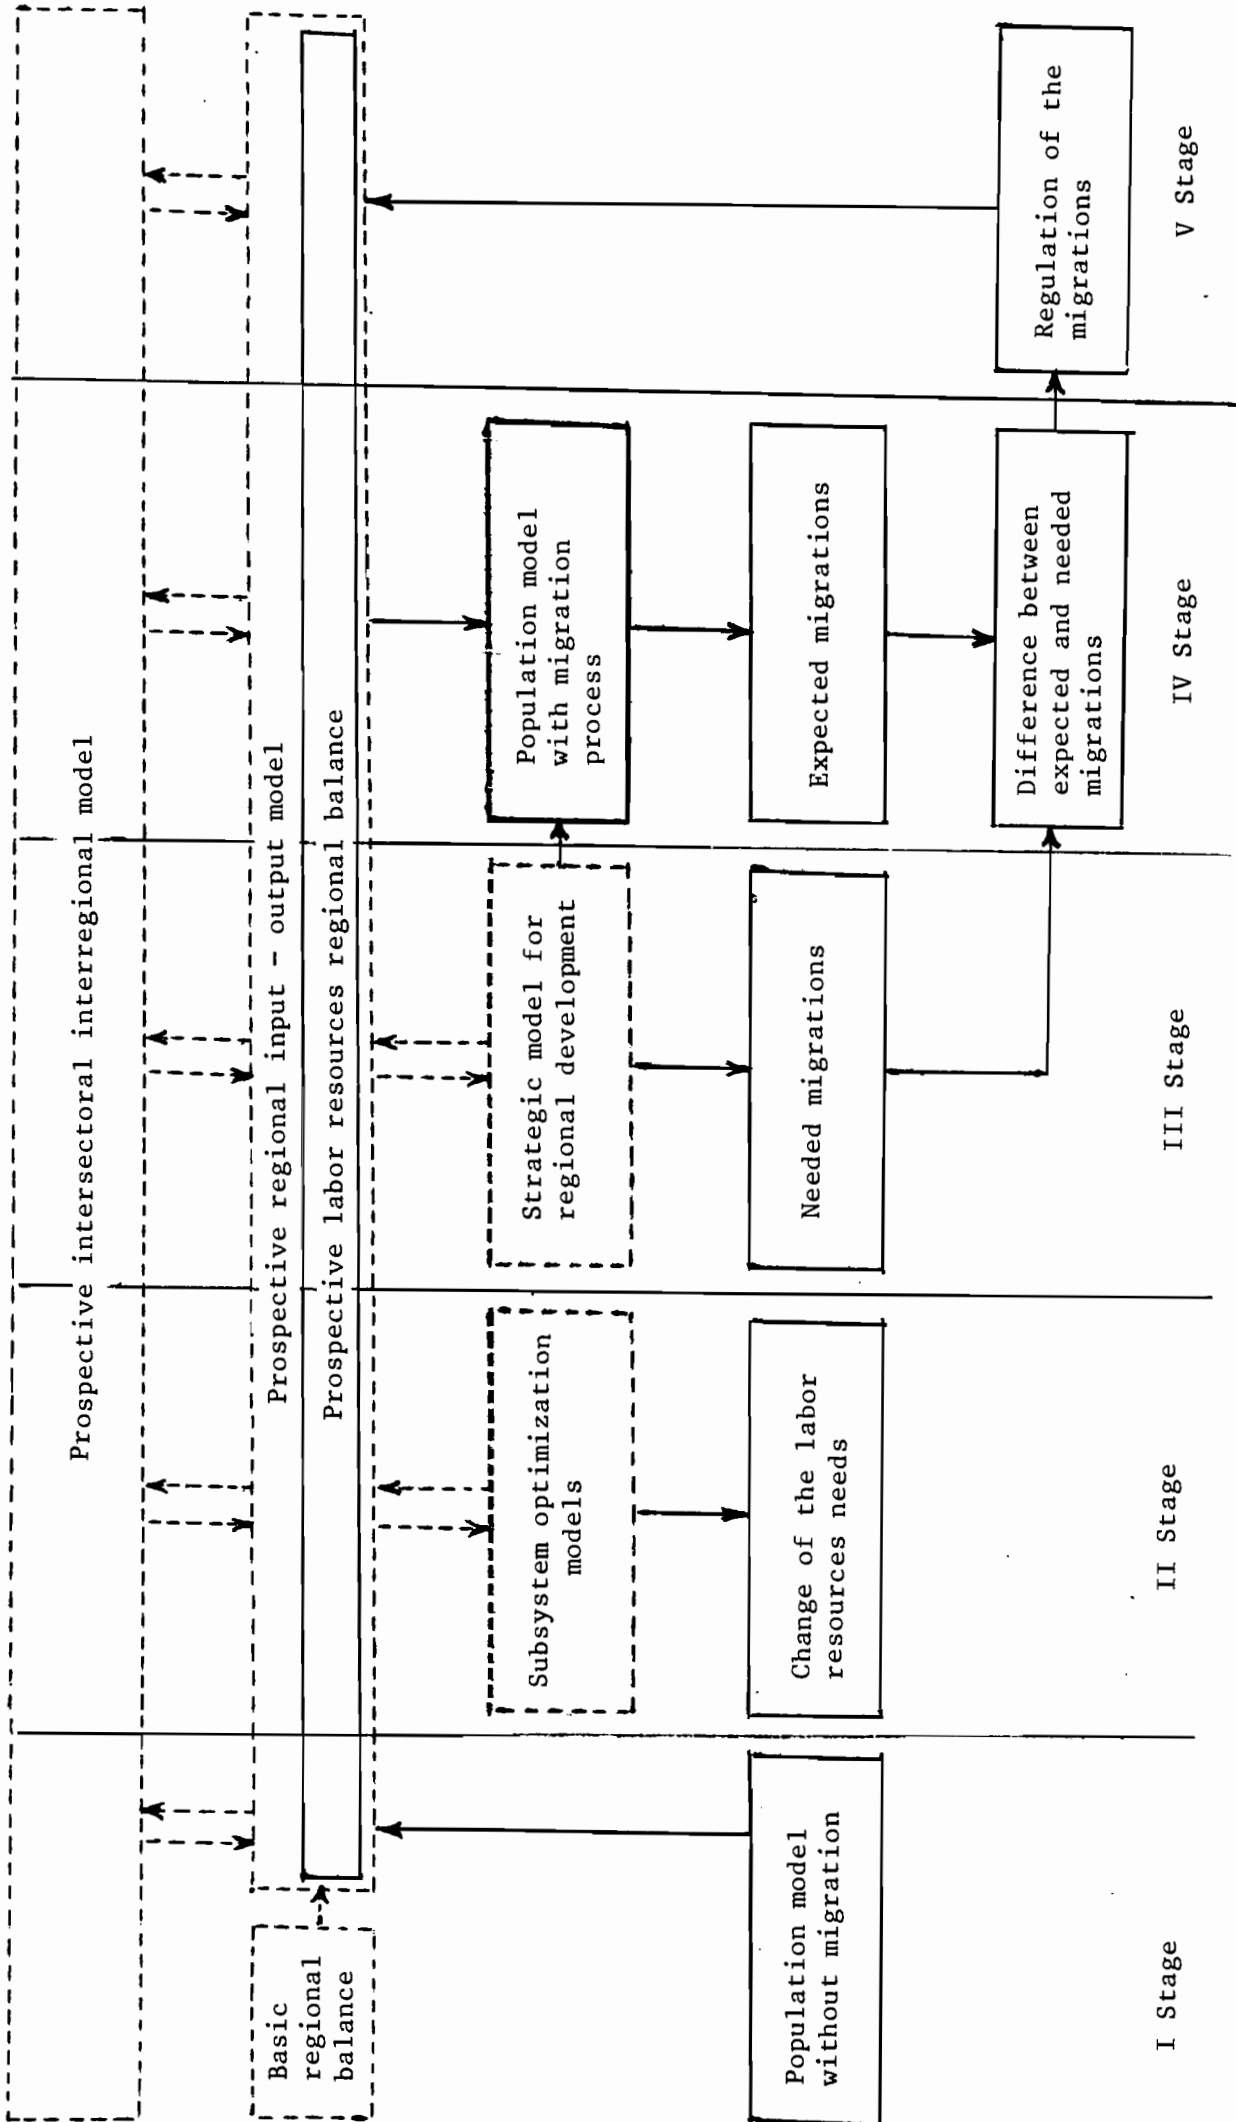 Prospective intersectoral interregional model
Basic
regional
balance
Prospective regional input - output model
Prospective labor resources regional balance
Subsystem optimization
models
Strategic model for
regional development
Population model
with migration
process
Population model
without migration
Change of the labor
resources needs
Needed migrations
Expected migrations
Difference between
expected and needed
migrations
Regulation of the
migrations
I Stage
II Stage
III Stage
IV Stage
V Stage